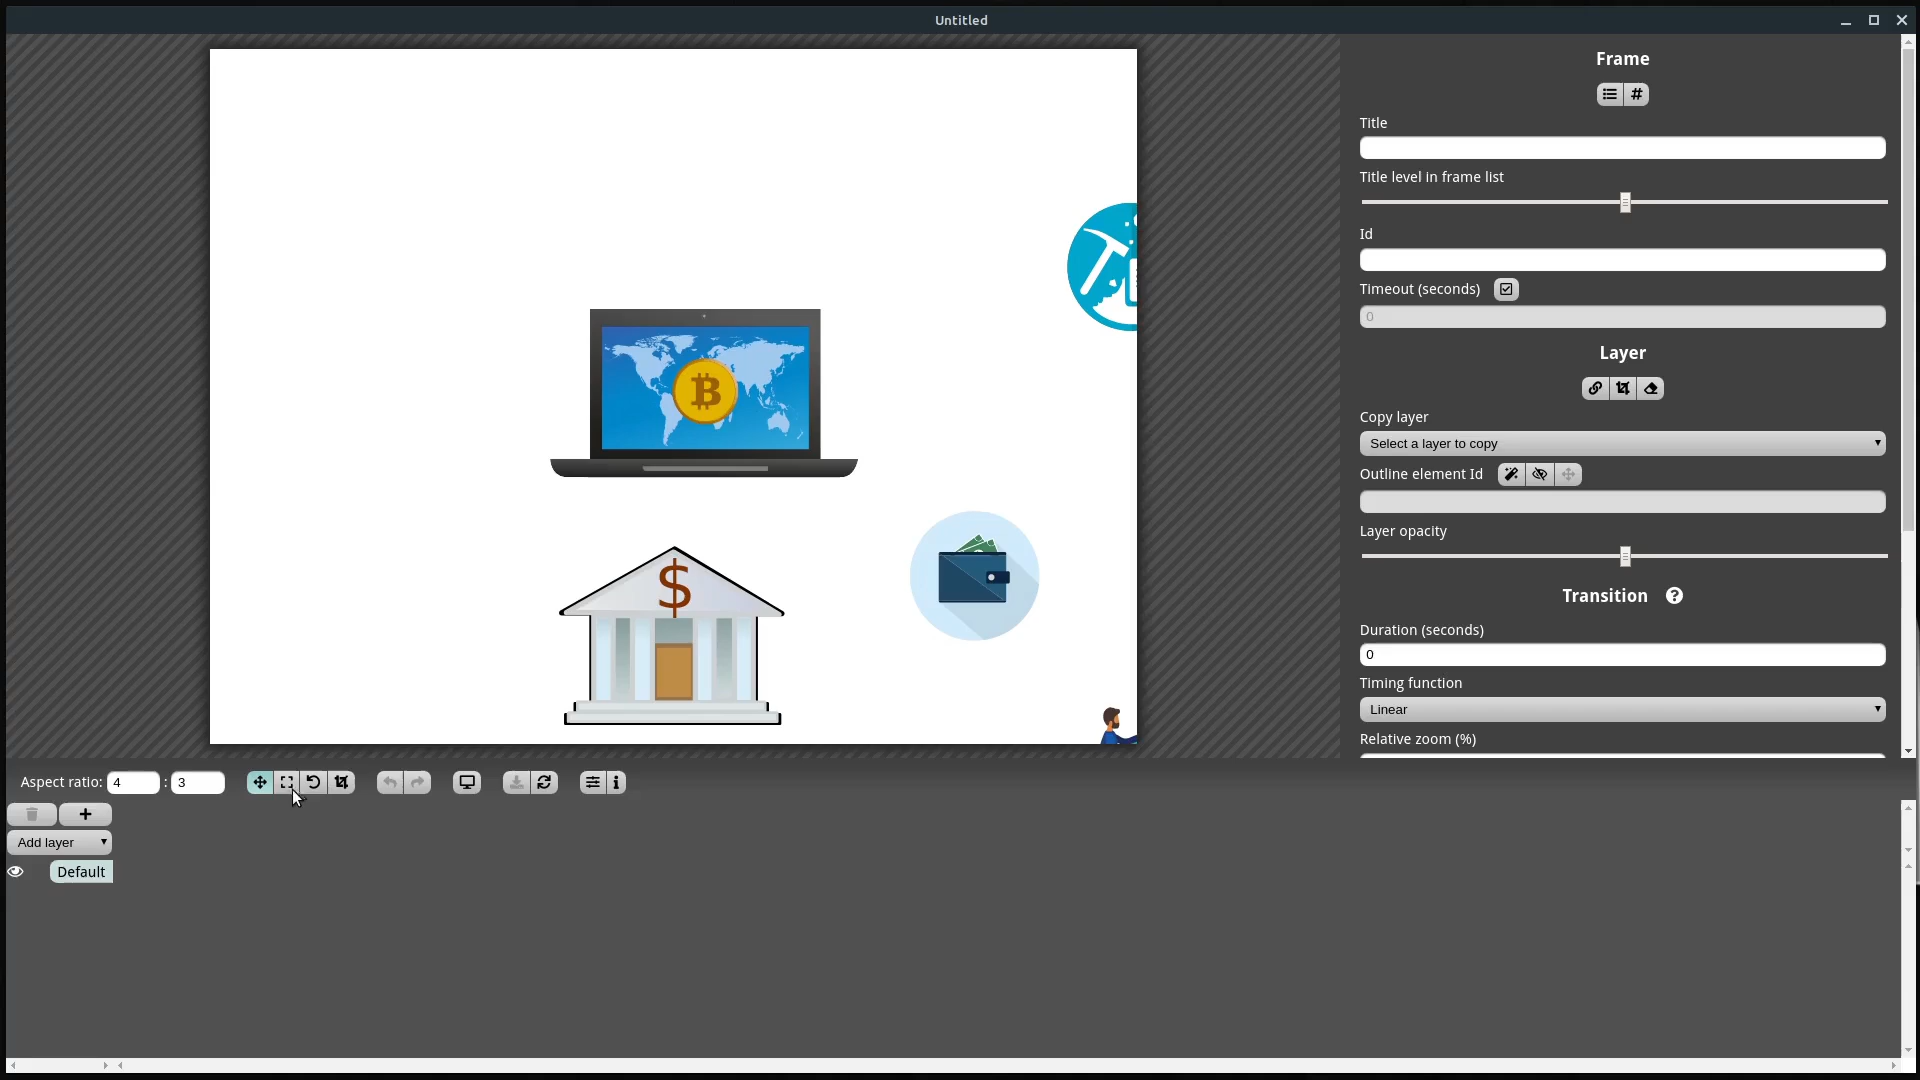 Untitled
Frame
Title
Title level in frame list
Id
Timeout (seconds)
0
Layer
Copy layer
Select a layer to copy
Outline element Id
Layer opacity
Transition
Duration (seconds)
0
Timing function
Linear
Relative zoom (%)
B
$
Aspect ratio: 4 : 3
Add layer
Default